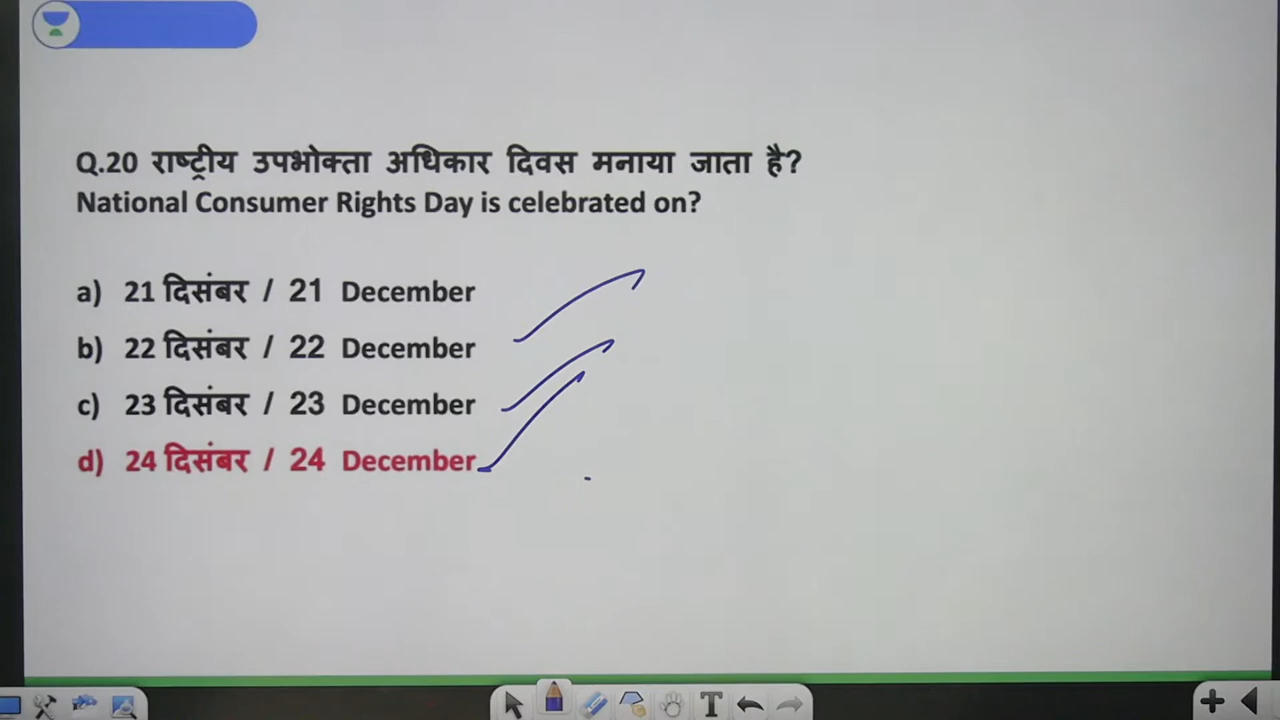 Q.20 राष्ट्रीय उपभोक्ता अधिकार दिवस मनाया जाता है?
National Consumer Rights Day is celebrated on?
a) 21 दिसंबर / 21 December
b) 22 दिसंबर / 22 December
c) 23 दिसंबर / 23 December
d) 24 दिसंबर / 24 December
T